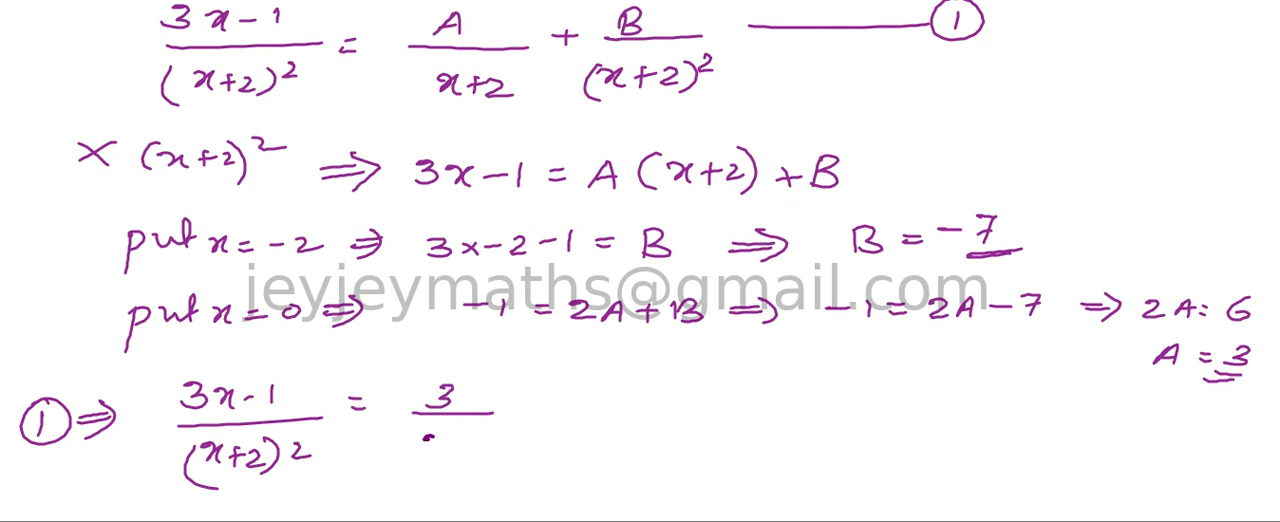 (3x-1)/(x+2)² = A/(x+2) + B/(x+2)² ——— ①
× (x+2)² ⇒ 3x-1 = A(x+2) + B
put x = -2 ⇒ 3×-2-1 = B ⇒ B = -7
jeyjeymaths@gmail.com
put x = 0 ⇒ -1 = 2A+B ⇒ -1 = 2A-7 ⇒ 2A = 6
A = 3
① ⇒ (3x-1)/(x+2)² = 3/